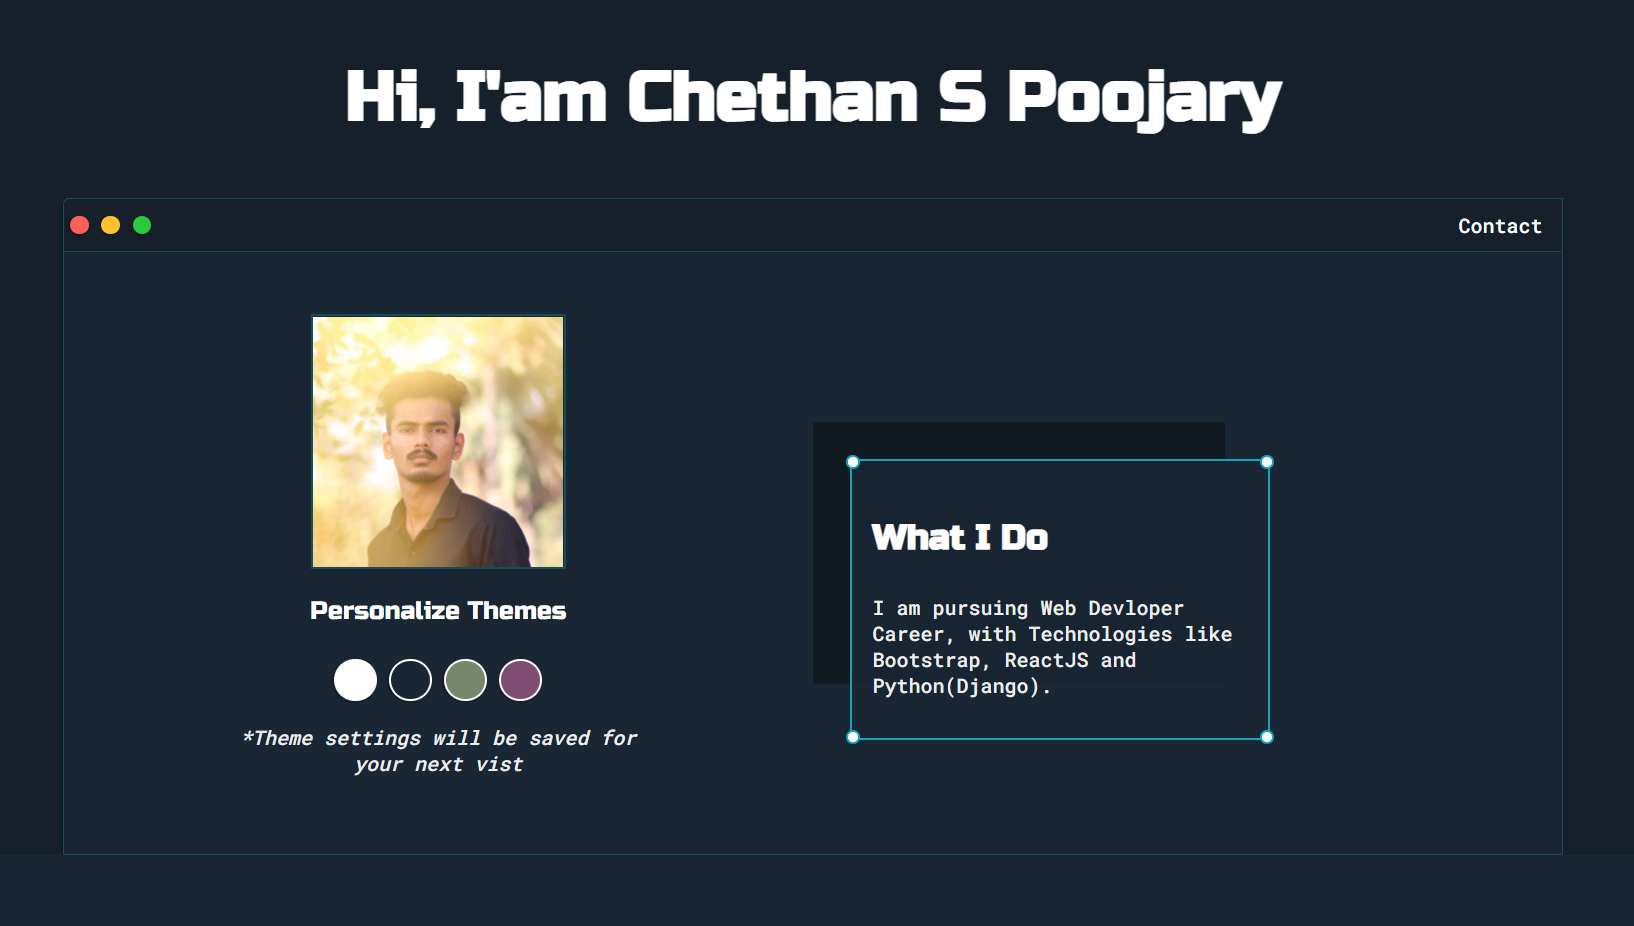 Hi, I'am Chethan S Poojary
Contact
Personalize Themes
*Theme settings will be saved for
your next vist
What I Do
I am pursuing Web Devloper
Career, with Technologies like
Bootstrap, ReactJS and
Python(Django).